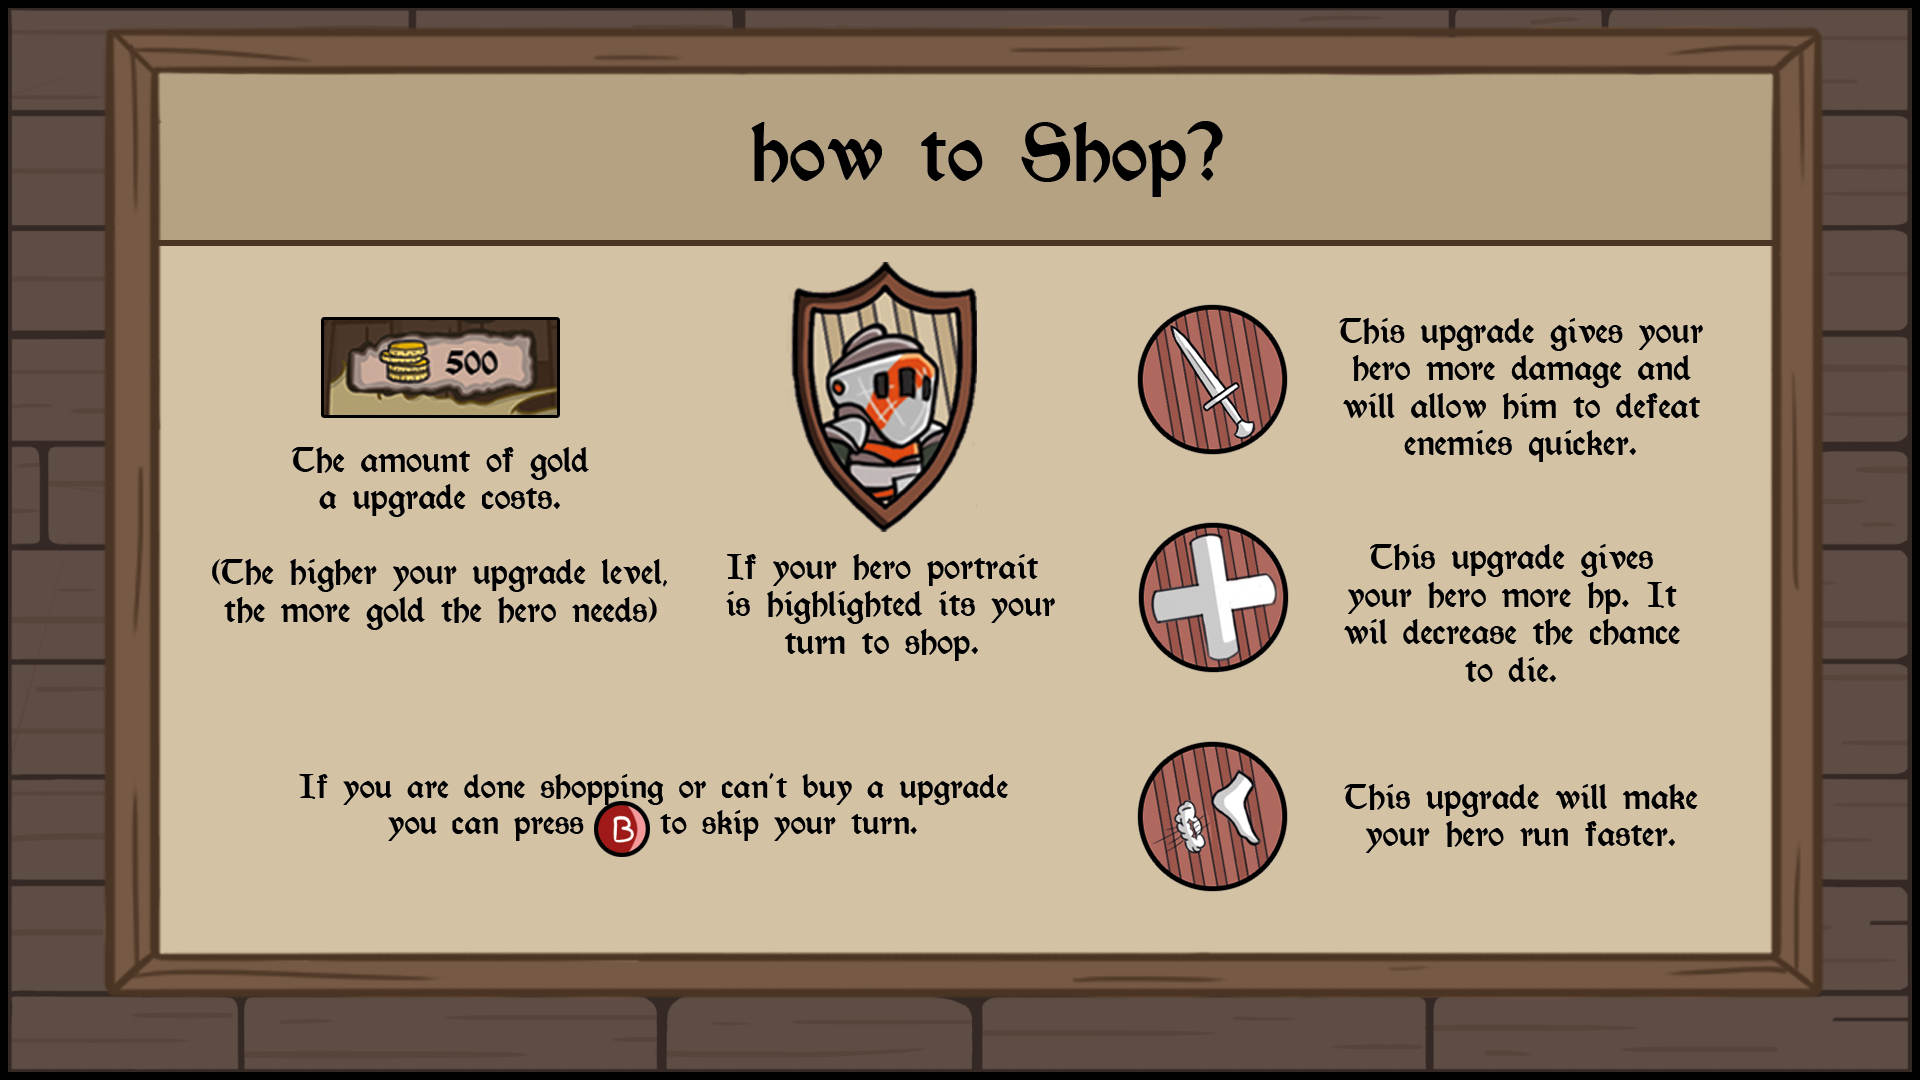 how to Shop?
500
The amount of gold
a upgrade costs.
(The higher your upgrade level,
the more gold the hero needs)
If your hero portrait
is highlighted its your
turn to shop.
This upgrade gives your
hero more damage and
will allow him to defeat
enemies quicker.
This upgrade gives
your hero more hp. It
wil decrease the chance
to die.
If you are done shopping or can't buy a upgrade
you can press B to skip your turn.
This upgrade will make
your hero run faster.